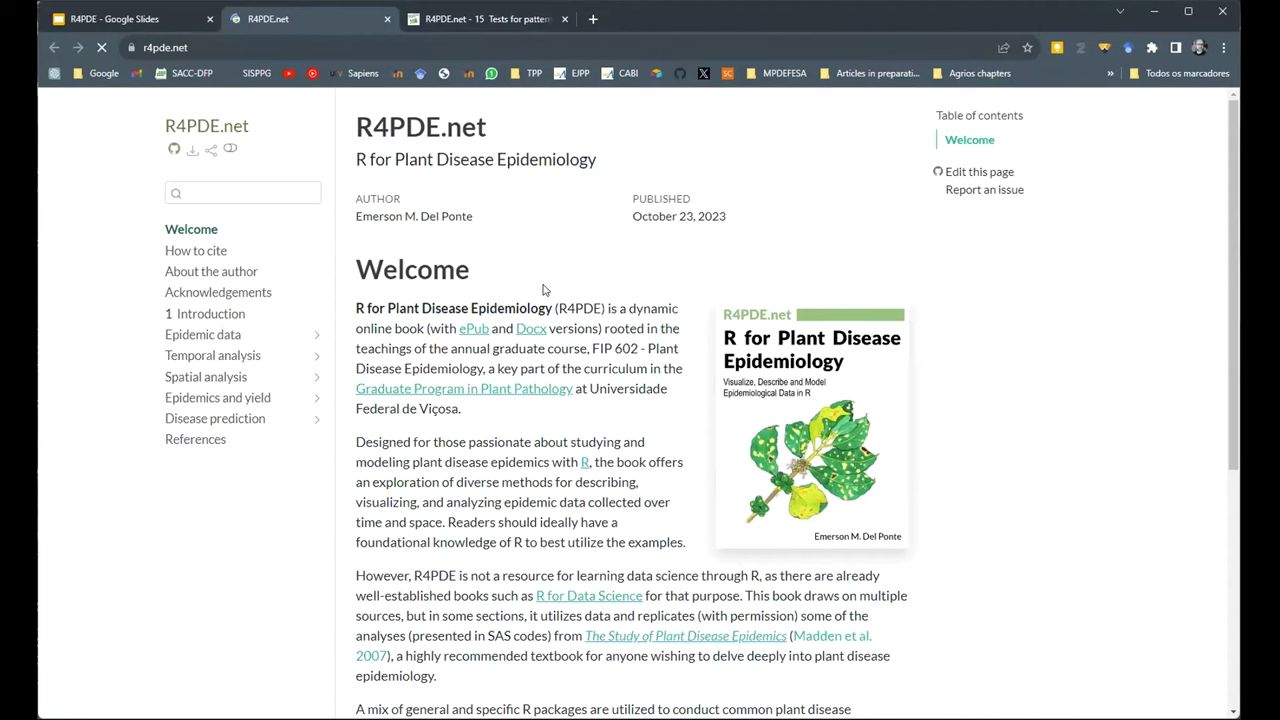 R4PDE - Google Slides
R4PDE.net
R4PDE.net - 15 Tests for pattern
r4pde.net
Google
SACC-DFP
SISPPG
Sapiens
TPP
EJPP
CABI
MPDEFESA
Articles in preparati...
Agrios chapters
»
Todos os marcadores
R4PDE.net
Welcome
How to cite
About the author
Acknowledgements
1 Introduction
Epidemic data
Temporal analysis
Spatial analysis
Epidemics and yield
Disease prediction
References
R4PDE.net
R for Plant Disease Epidemiology
AUTHOR
Emerson M. Del Ponte
PUBLISHED
October 23, 2023
Welcome
R for Plant Disease Epidemiology (R4PDE) is a dynamic
online book (with ePub and Docx versions) rooted in the
teachings of the annual graduate course, FIP 602 - Plant
Disease Epidemiology, a key part of the curriculum in the
Graduate Program in Plant Pathology at Universidade
Federal de Viçosa.
Designed for those passionate about studying and
modeling plant disease epidemics with R, the book offers
an exploration of diverse methods for describing,
visualizing, and analyzing epidemic data collected over
time and space. Readers should ideally have a
foundational knowledge of R to best utilize the examples.
R4PDE.net
R for Plant Disease
Epidemiology
Visualize, Describe and Model
Epidemiological Data in R
Emerson M. Del Ponte
However, R4PDE is not a resource for learning data science through R, as there are already
well-established books such as R for Data Science for that purpose. This book draws on multiple
sources, but in some sections, it utilizes data and replicates (with permission) some of the
analyses (presented in SAS codes) from The Study of Plant Disease Epidemics (Madden et al.
2007), a highly recommended textbook for anyone wishing to delve deeply into plant disease
epidemiology.
A mix of general and specific R packages are utilized to conduct common plant disease
Table of contents
Welcome
Edit this page
Report an issue